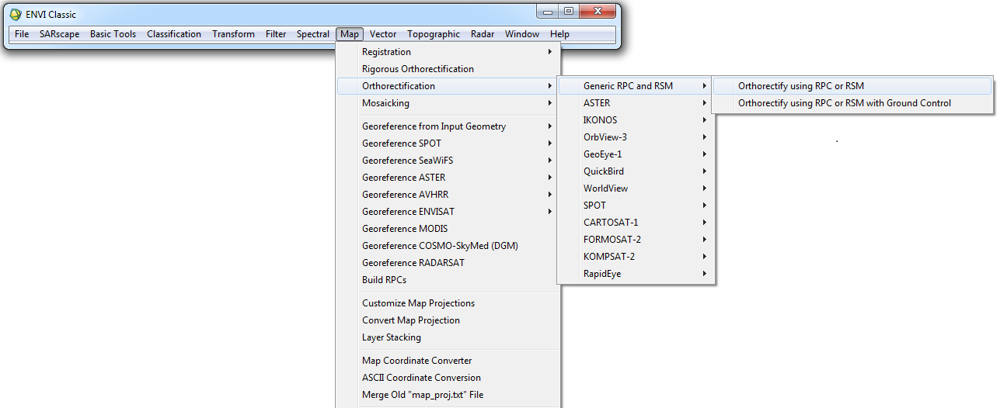 ENVI Classic
File SARscape Basic Tools Classification Transform Filter Spectral Map Vector Topographic Radar Window Help
Registration
Rigorous Orthorectification
Orthorectification
Mosaicking
Georeference from Input Geometry
Georeference SPOT
Georeference SeaWiFS
Georeference ASTER
Georeference AVHRR
Georeference ENVISAT
Georeference MODIS
Georeference COSMO-SkyMed (DGM)
Georeference RADARSAT
Build RPCs
Customize Map Projections
Convert Map Projection
Layer Stacking
Map Coordinate Converter
ASCII Coordinate Conversion
Merge Old "map_proj.txt" File
Generic RPC and RSM
ASTER
IKONOS
OrbView-3
GeoEye-1
QuickBird
WorldView
SPOT
CARTOSAT-1
FORMOSAT-2
KOMPSAT-2
RapidEye
Orthorectify using RPC or RSM
Orthorectify using RPC or RSM with Ground Control
.